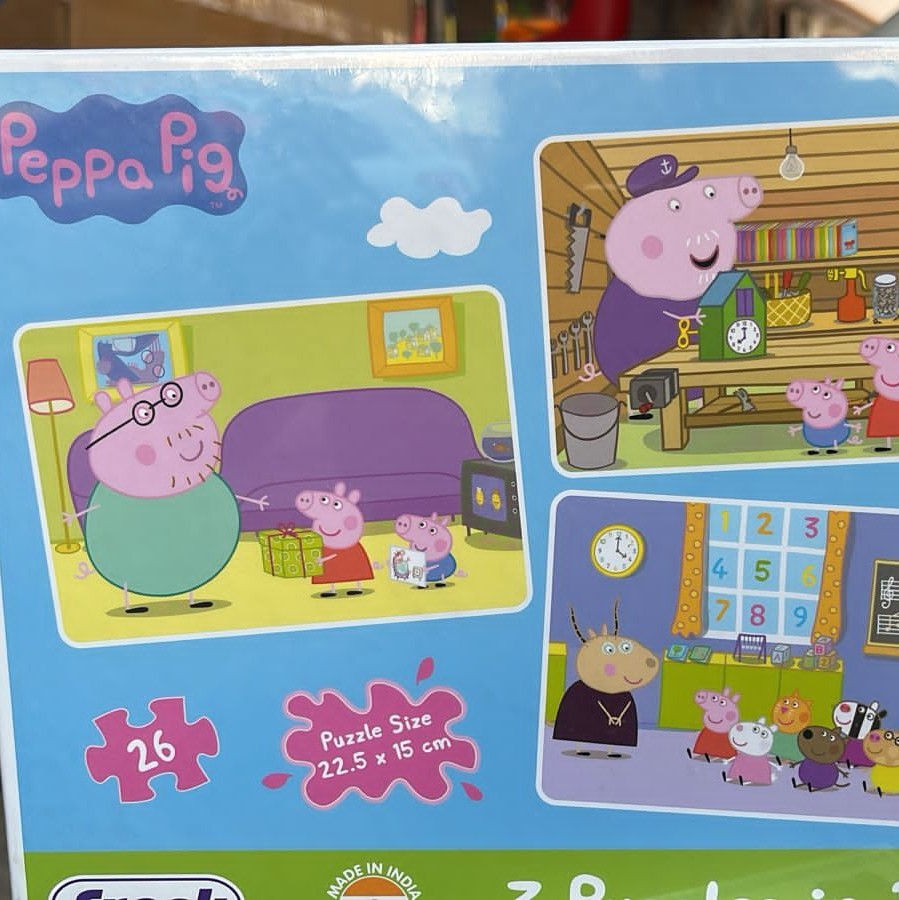 Peppa Pig
TM
1 2 3
4 5 6
7 8 9
26
Puzzle Size
22.5 x 15 cm
MADE IN INDIA